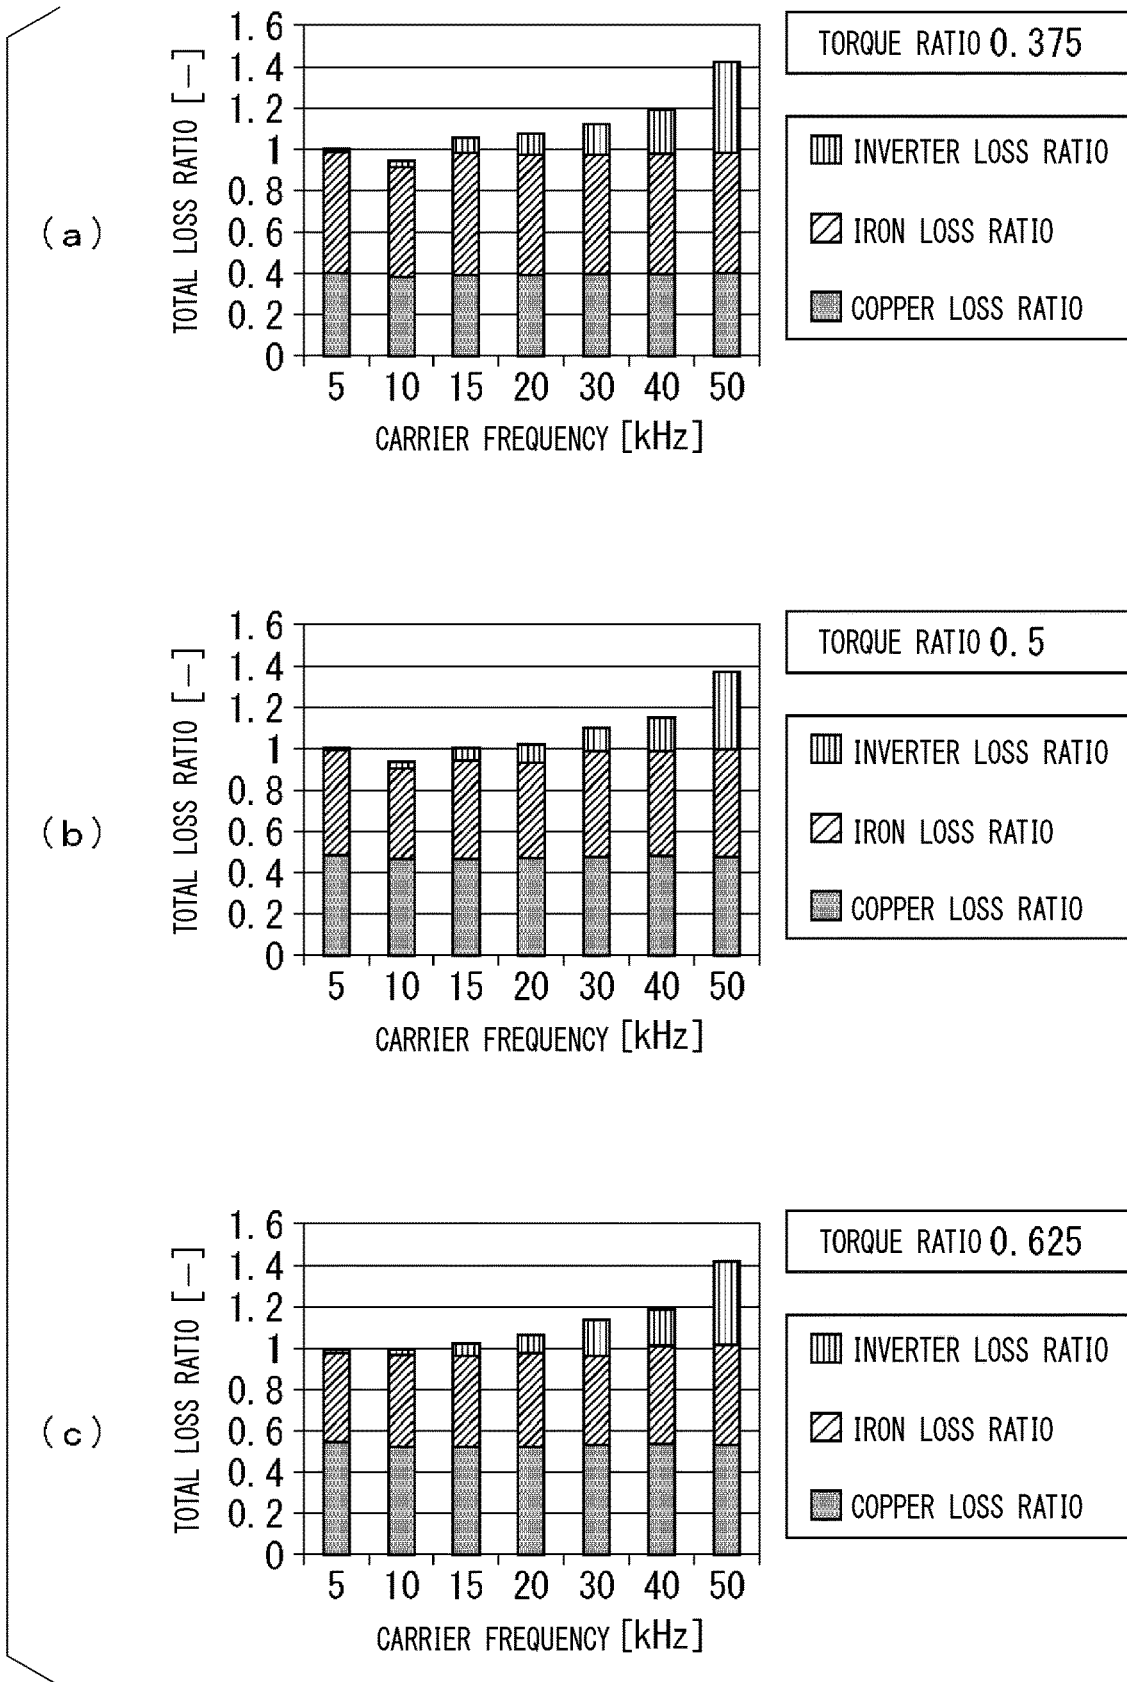 (a)
TOTAL LOSS RATIO [—]
1.6
1.4
1.2
1
0.8
0.6
0.4
0.2
0
5 10 15 20 30 40 50
CARRIER FREQUENCY [kHz]
TORQUE RATIO 0.375
INVERTER LOSS RATIO
IRON LOSS RATIO
COPPER LOSS RATIO
(b)
TOTAL LOSS RATIO [—]
1.6
1.4
1.2
1
0.8
0.6
0.4
0.2
0
5 10 15 20 30 40 50
CARRIER FREQUENCY [kHz]
TORQUE RATIO 0.5
INVERTER LOSS RATIO
IRON LOSS RATIO
COPPER LOSS RATIO
(c)
TOTAL LOSS RATIO [—]
1.6
1.4
1.2
1
0.8
0.6
0.4
0.2
0
5 10 15 20 30 40 50
CARRIER FREQUENCY [kHz]
TORQUE RATIO 0.625
INVERTER LOSS RATIO
IRON LOSS RATIO
COPPER LOSS RATIO